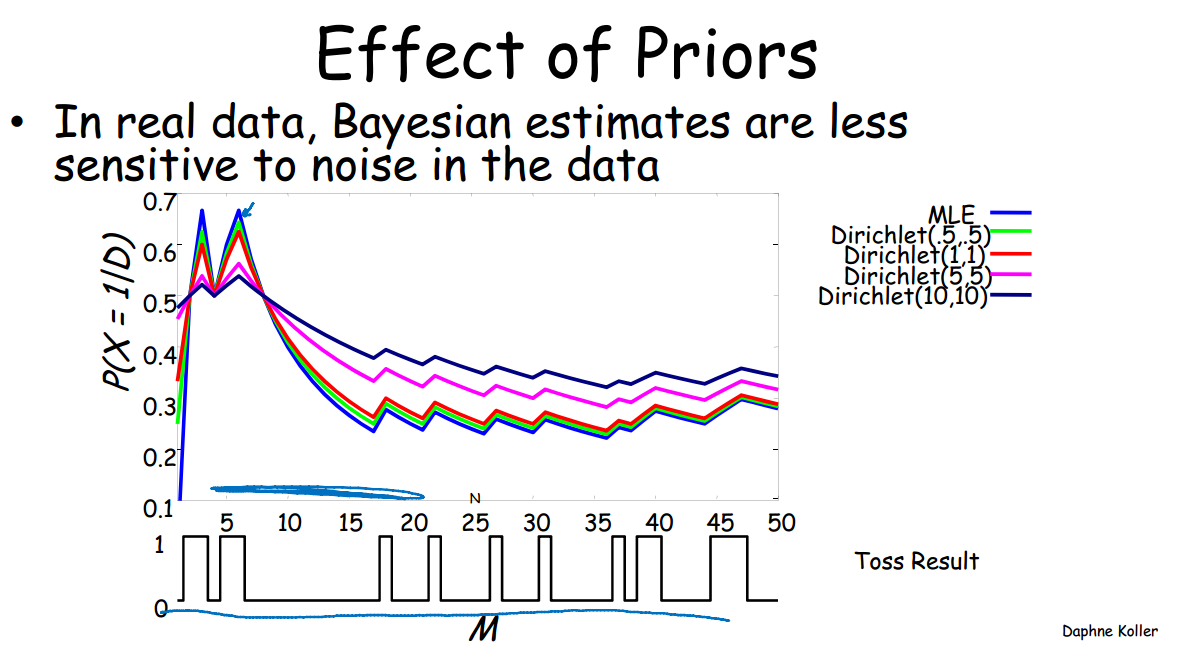 Effect of Priors
• In real data, Bayesian estimates are less
sensitive to noise in the data
P(X = 1|D)
0.7
0.6
0.5
0.4
0.3
0.2
0.1
MLE
Dirichlet(.5,.5)
Dirichlet(1,1)
Dirichlet(5,5)
Dirichlet(10,10)
N
5 10 15 20 25 30 35 40 45 50
1
0
Toss Result
M
Daphne Koller